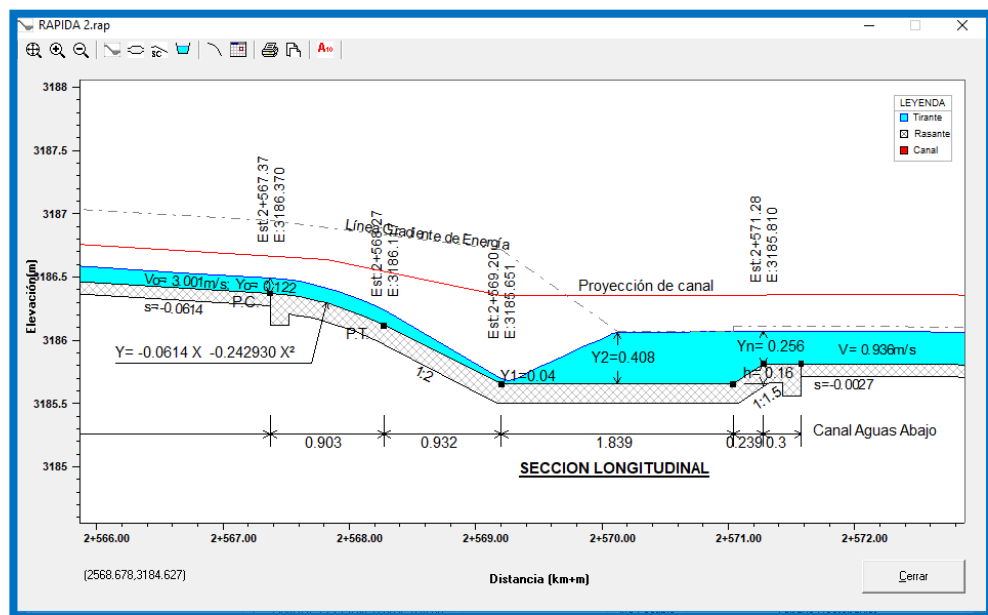 RAPIDA 2.rap
SC
A10
3188
3187.5
3187
3186.5
3186
3185.5
3185
Elevación(m)
LEYENDA
Tirante
Rasante
Canal
Est:2+567.37
E:3186.370
E:3186.1
Est:2+569.20
E:3185.651
Est:2+571.28
E:3185.810
Línea Gradiente de Energía
Proyección de canal
Vo= 3.001m/s; Yo= 0.122
P.C.
s=-0.0614
P.T.
Y= -0.0614 X -0.242930 X²
1:2
Y1=0.04
Y2=0.408
Yn= 0.256
V= 0.936m/s
h= 0.16
1:1.5
s=-0.0027
0.903
0.932
1.839
0.239
0.3
Canal Aguas Abajo
SECCION LONGITUDINAL
2+566.00
2+567.00
2+568.00
2+569.00
2+570.00
2+571.00
2+572.00
(2568.678,3184.627)
Distancia (km+m)
Cerrar